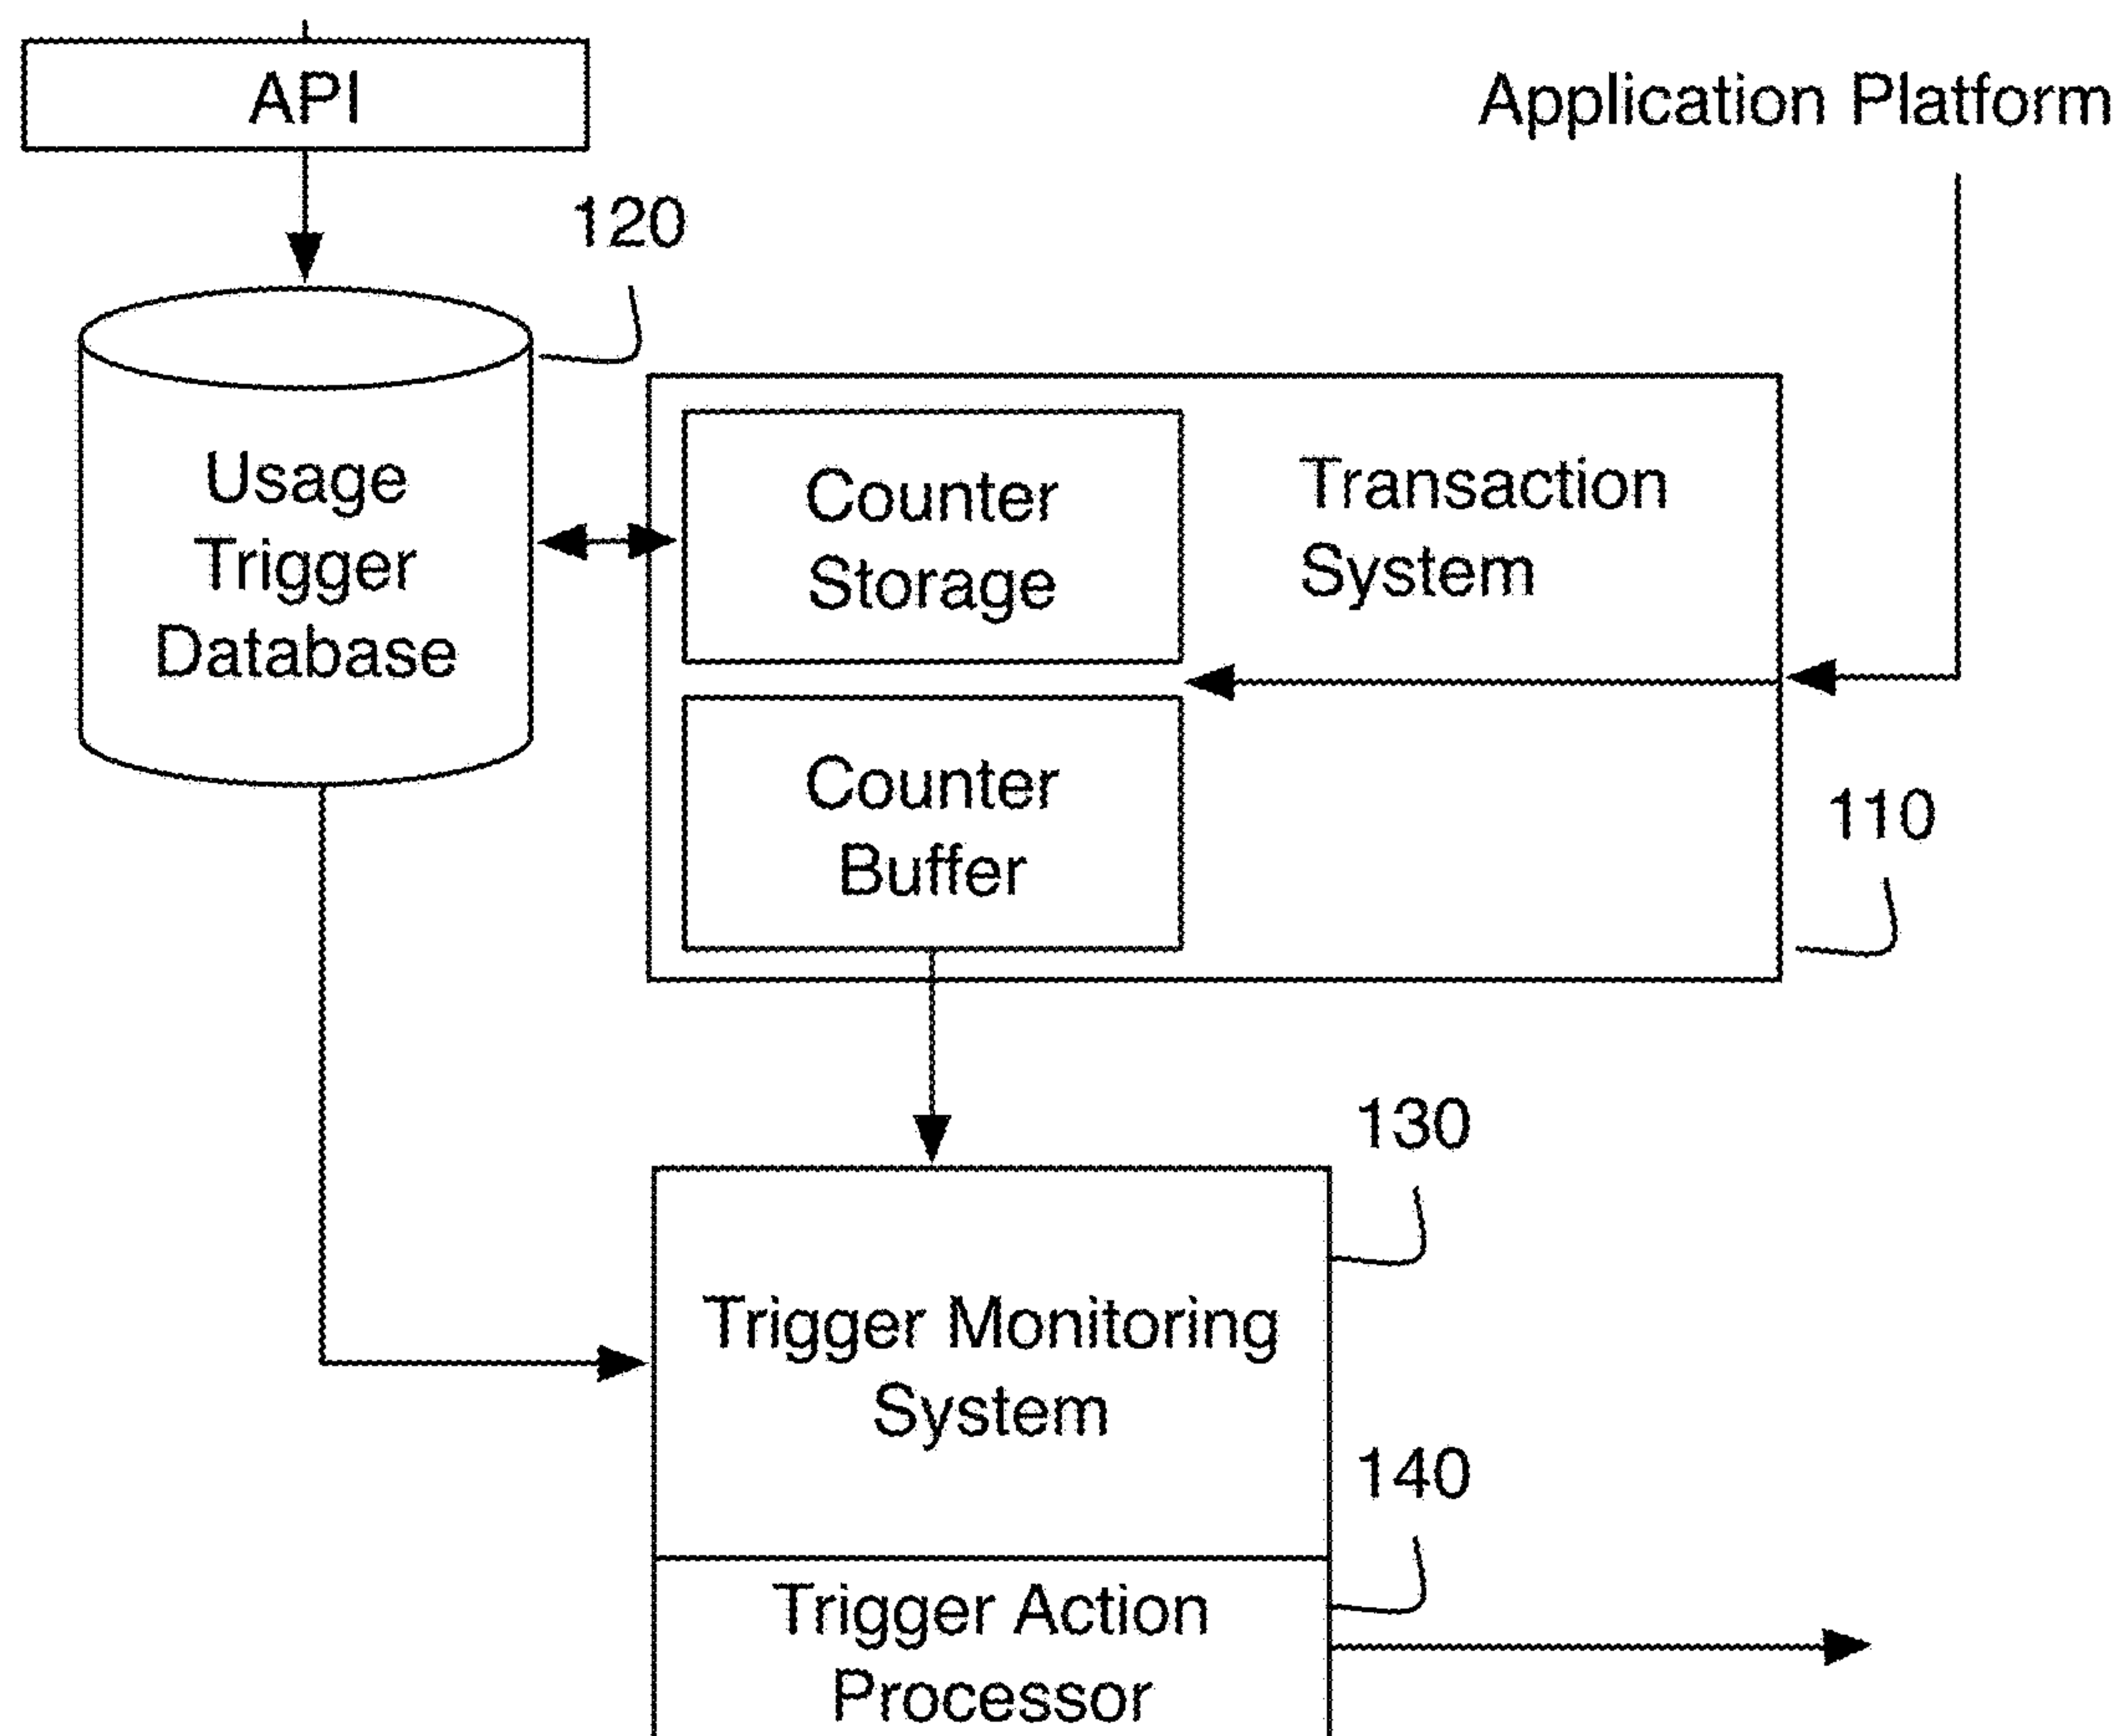 API
Application Platform
120
Usage
Trigger
Database
Counter
Storage
Transaction
System
Counter
Buffer
110
130
Trigger Monitoring
System
140
Trigger Action
Processor